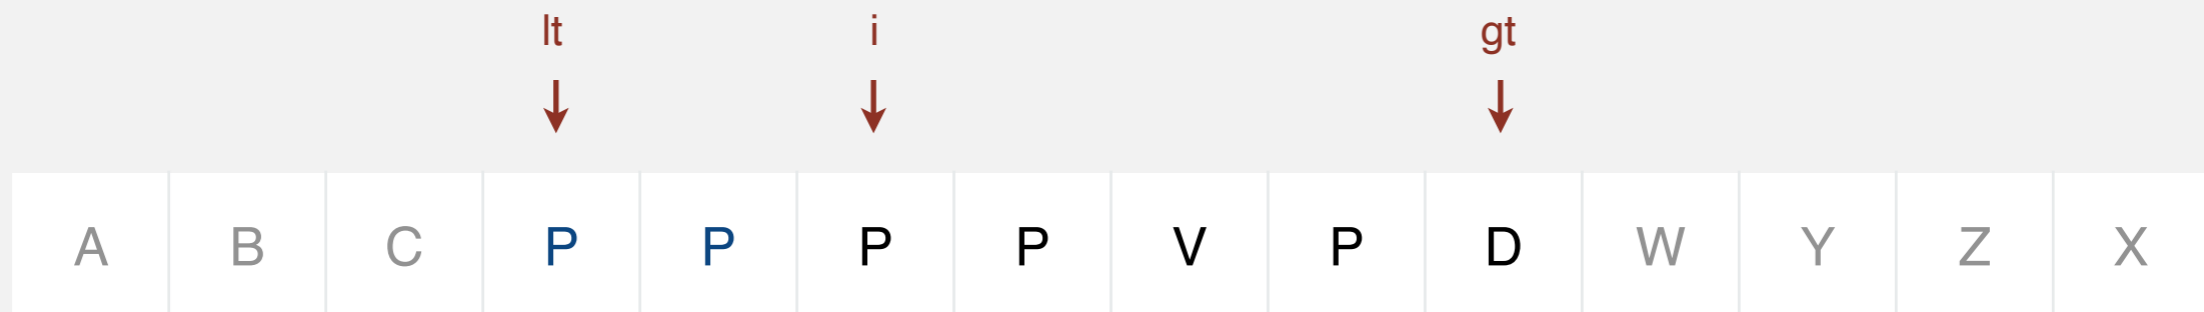 lt i gt
A B C P P P P V P D W Y Z X